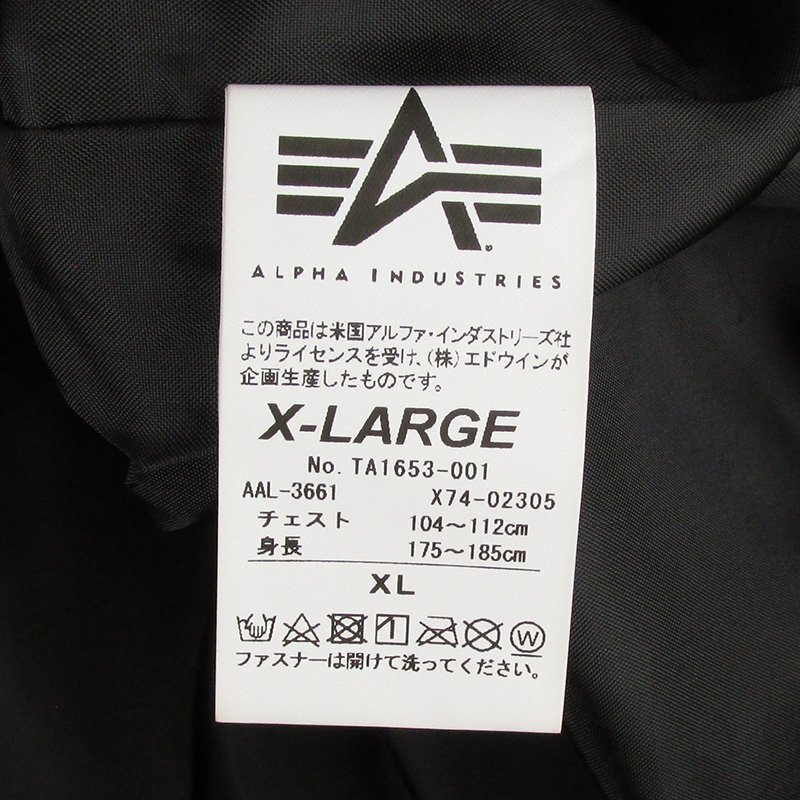 ALPHA INDUSTRIES
この商品は米国アルファ・インダストリーズ社
よりライセンスを受け、(株)エドウインが
企画生産したものです。
X-LARGE
No. TA1653-001
AAL-3661 X74-02305
チェスト 104〜112cm
身長 175〜185cm
XL
W
ファスナーは開けて洗ってください。